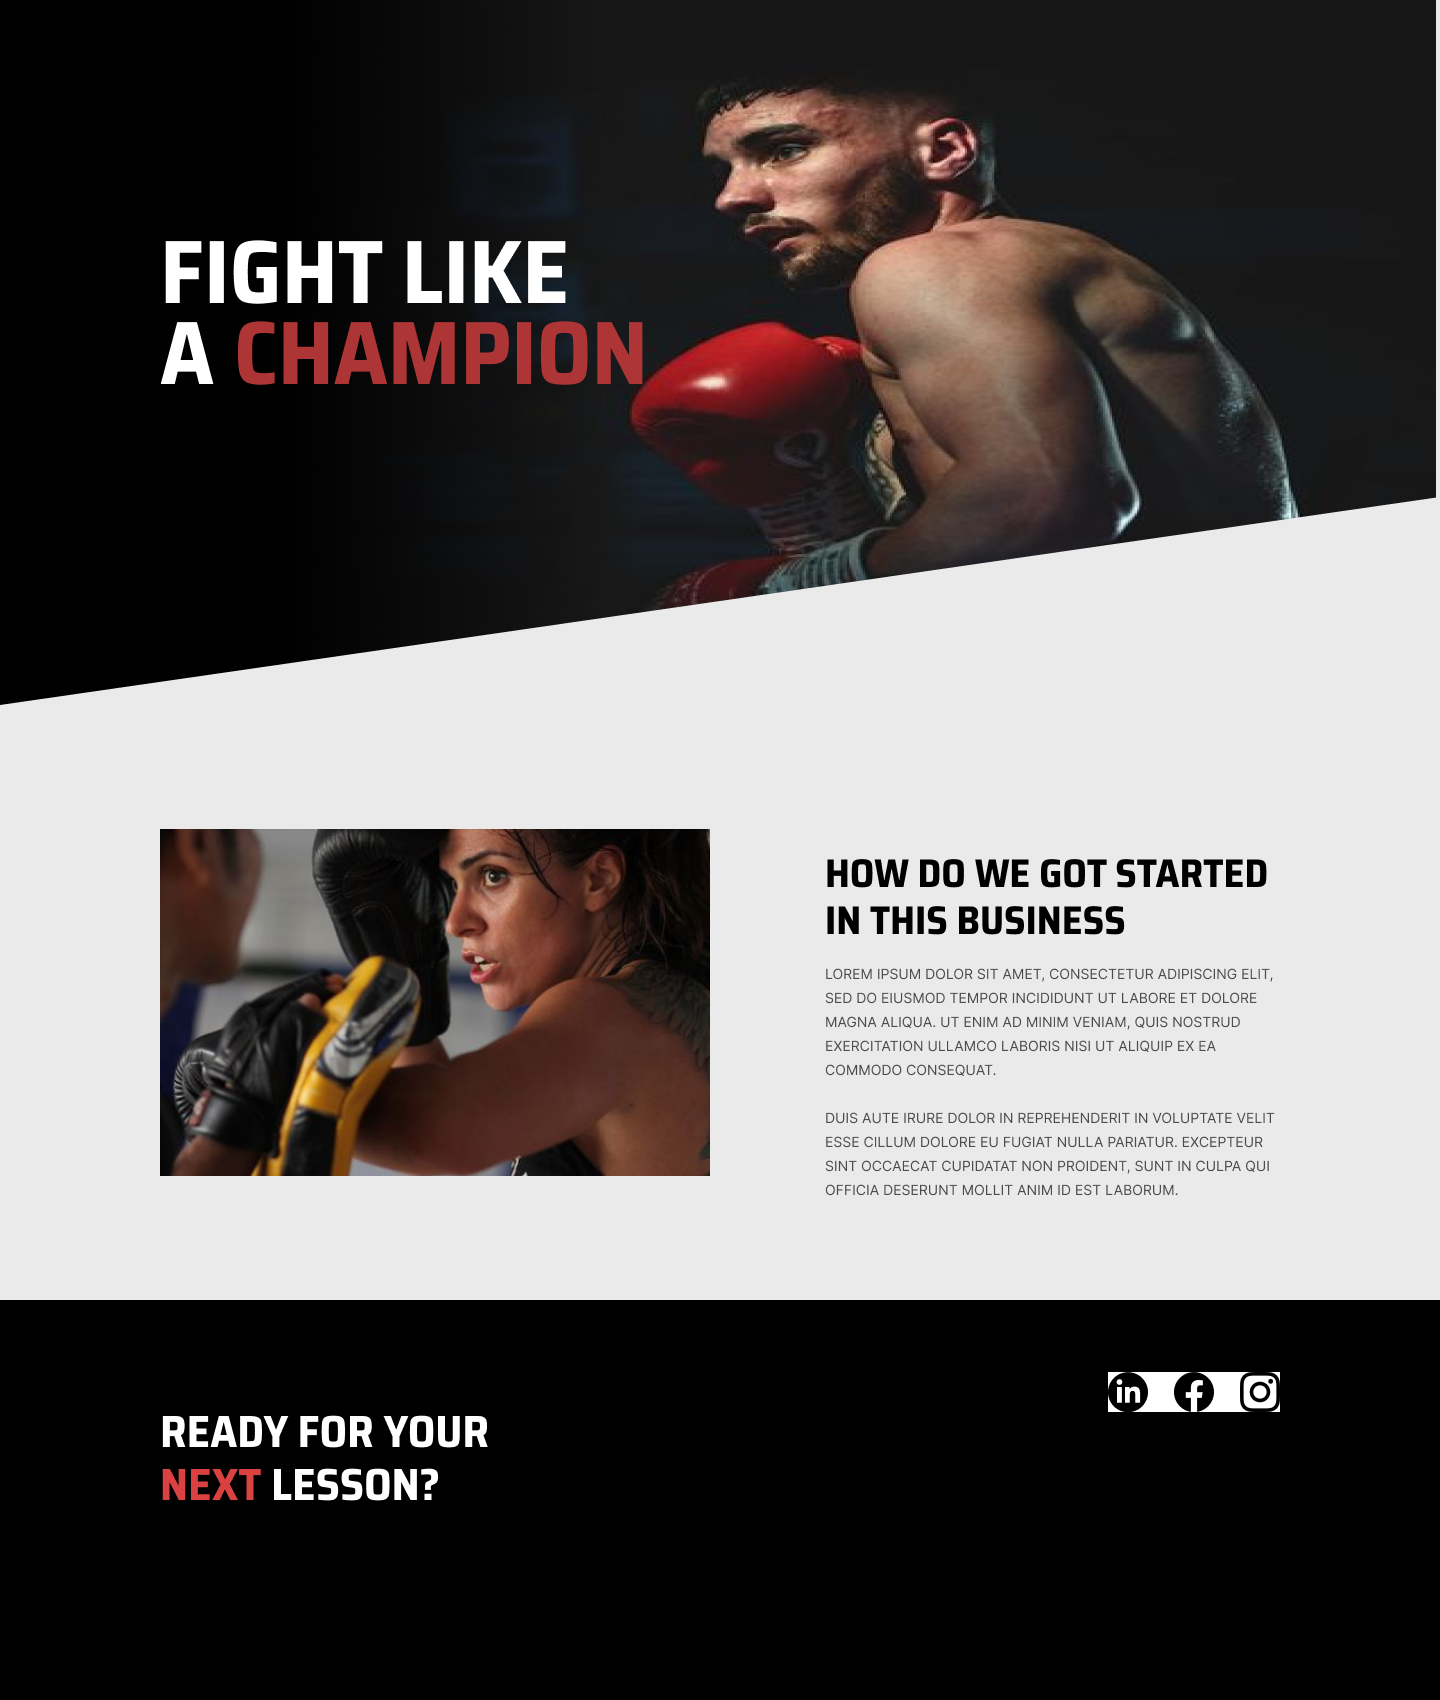 FIGHT LIKE
A CHAMPION
HOW DO WE GOT STARTED
IN THIS BUSINESS
LOREM IPSUM DOLOR SIT AMET, CONSECTETUR ADIPISCING ELIT,
SED DO EIUSMOD TEMPOR INCIDIDUNT UT LABORE ET DOLORE
MAGNA ALIQUA. UT ENIM AD MINIM VENIAM, QUIS NOSTRUD
EXERCITATION ULLAMCO LABORIS NISI UT ALIQUIP EX EA
COMMODO CONSEQUAT.
DUIS AUTE IRURE DOLOR IN REPREHENDERIT IN VOLUPTATE VELIT
ESSE CILLUM DOLORE EU FUGIAT NULLA PARIATUR. EXCEPTEUR
SINT OCCAECAT CUPIDATAT NON PROIDENT, SUNT IN CULPA QUI
OFFICIA DESERUNT MOLLIT ANIM ID EST LABORUM.
in
READY FOR YOUR
NEXT LESSON?